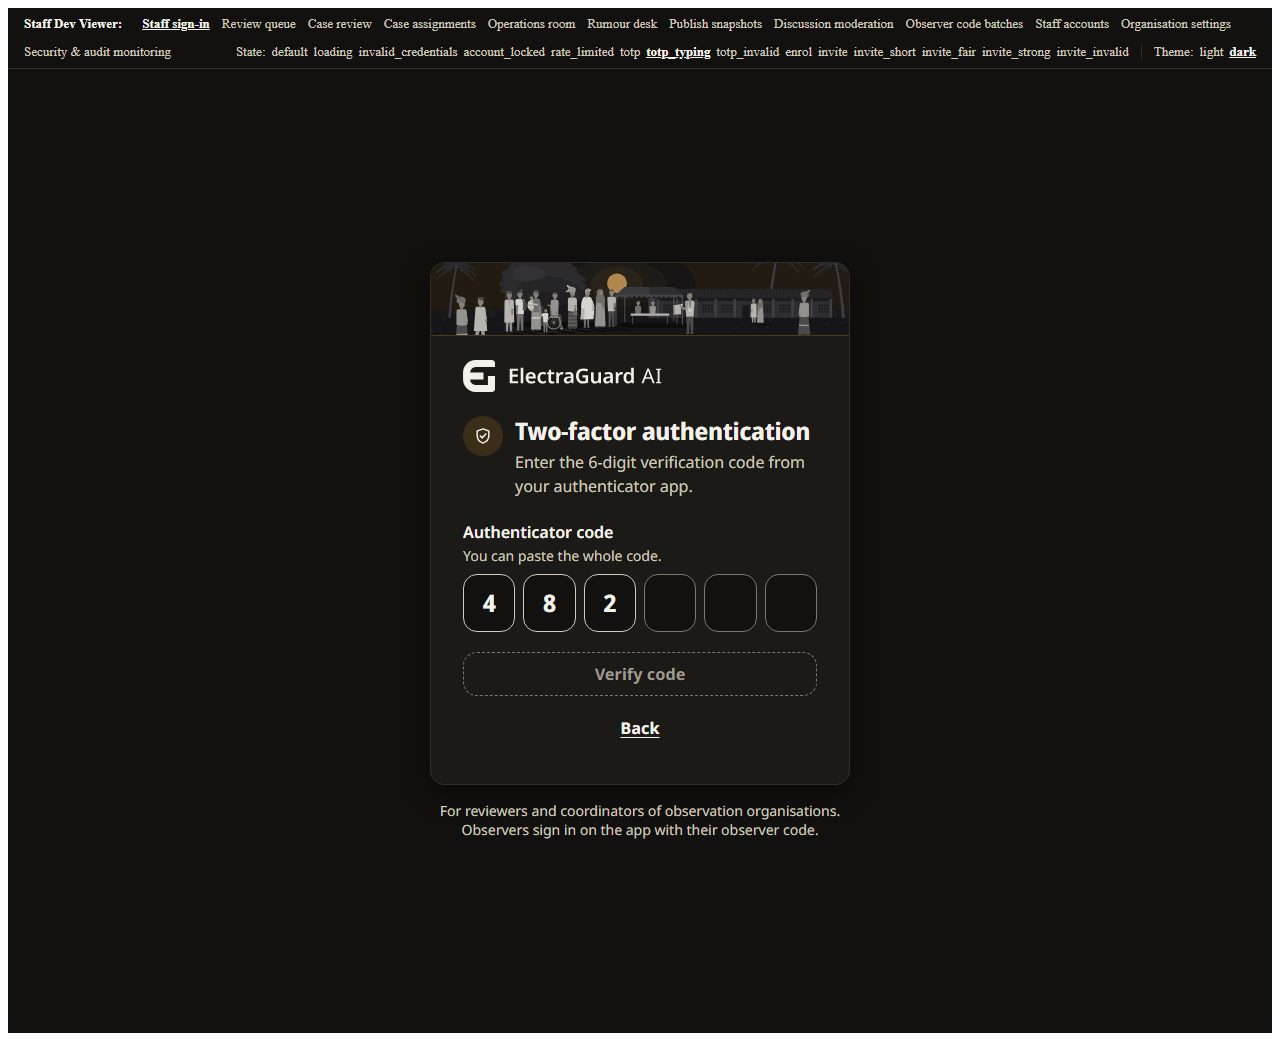 Staff Dev Viewer: Staff sign-in Review queue Case review Case assignments Operations room Rumour desk Publish snapshots Discussion moderation Observer code batches Staff accounts Organisation settings
Security & audit monitoring State: default loading invalid_credentials account_locked rate_limited totp totp_typing totp_invalid enrol invite invite_short invite_fair invite_strong invite_invalid Theme: light dark
ElectraGuard AI
Two-factor authentication
Enter the 6-digit verification code from
your authenticator app.
Authenticator code
You can paste the whole code.
4 8 2
Verify code
Back
For reviewers and coordinators of observation organisations.
Observers sign in on the app with their observer code.